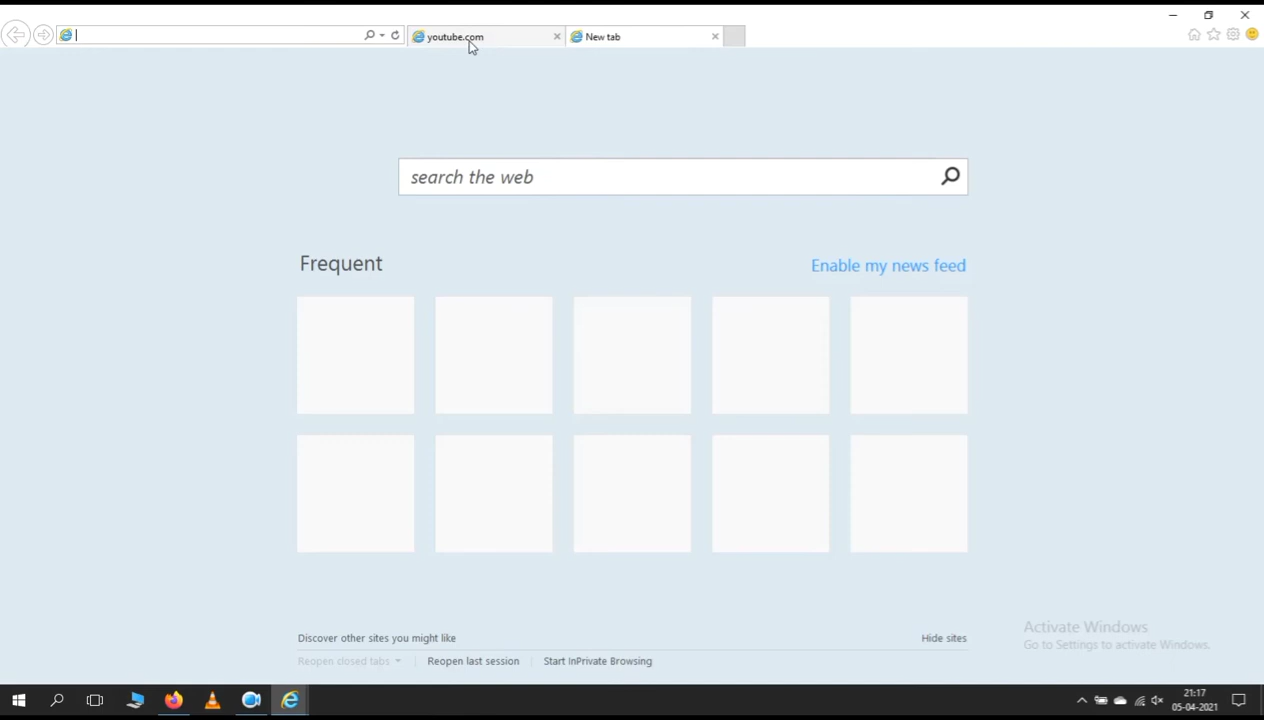 youtube.com
New tab
search the web
Frequent
Enable my news feed
Discover other sites you might like
Hide sites
Reopen closed tabs
Reopen last session
Start InPrivate Browsing
Activate Windows
Go to Settings to activate Windows.
21:17
05-04-2021